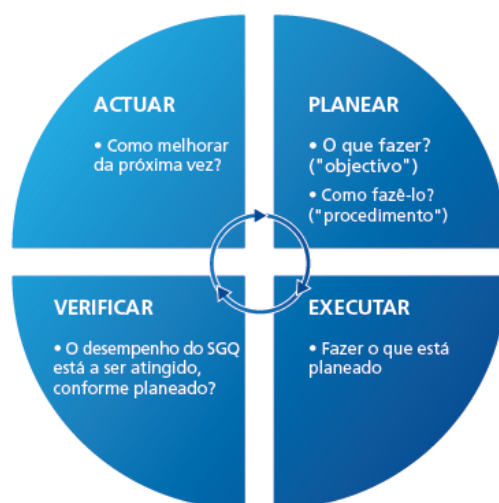 ACTUAR
• Como melhorar
da próxima vez?
PLANEAR
• O que fazer?
("objectivo")
• Como fazê-lo?
("procedimento")
VERIFICAR
• O desempenho do SGQ
está a ser atingido,
conforme planeado?
EXECUTAR
• Fazer o que está
planeado